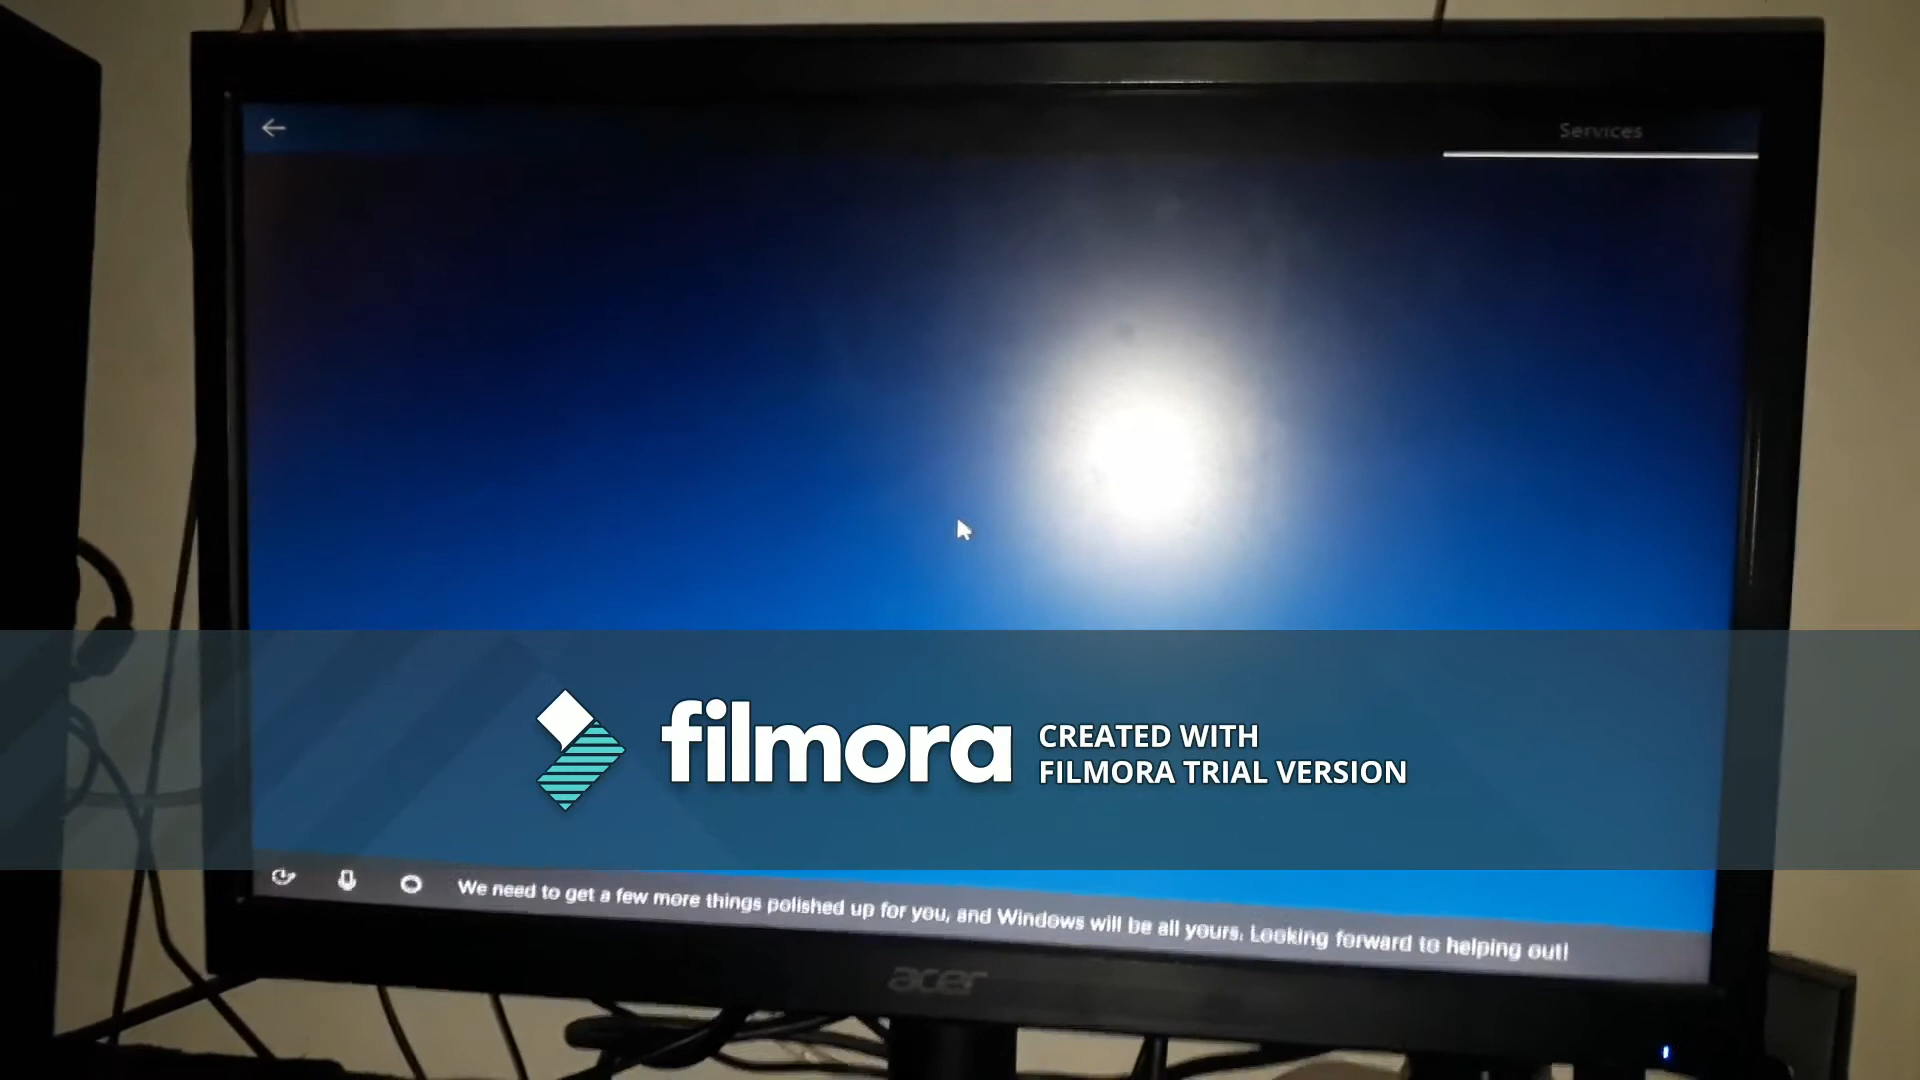 Services
filmora
CREATED WITH
FILMORA TRIAL VERSION
We need to get a few more things polished up for you, and Windows will be all yours. Looking forward to helping out!
acer